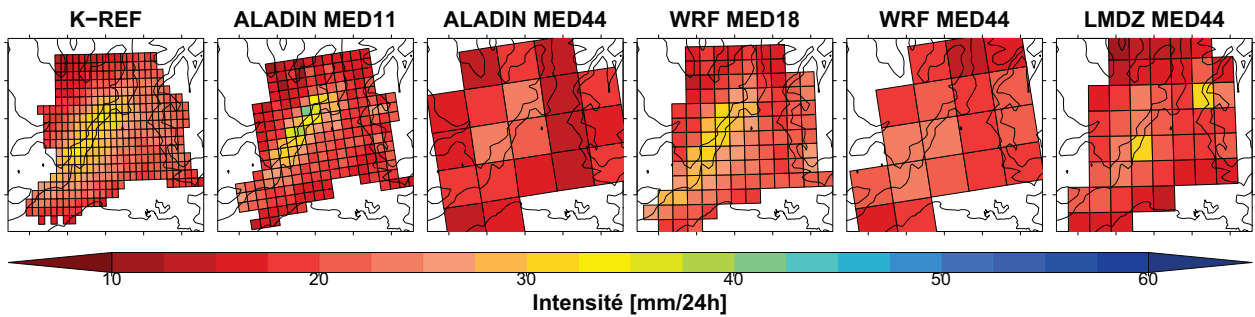 K−REF ALADIN MED11 ALADIN MED44 WRF MED18 WRF MED44 LMDZ MED44
10 20 30 40 50 60
Intensité [mm/24h]